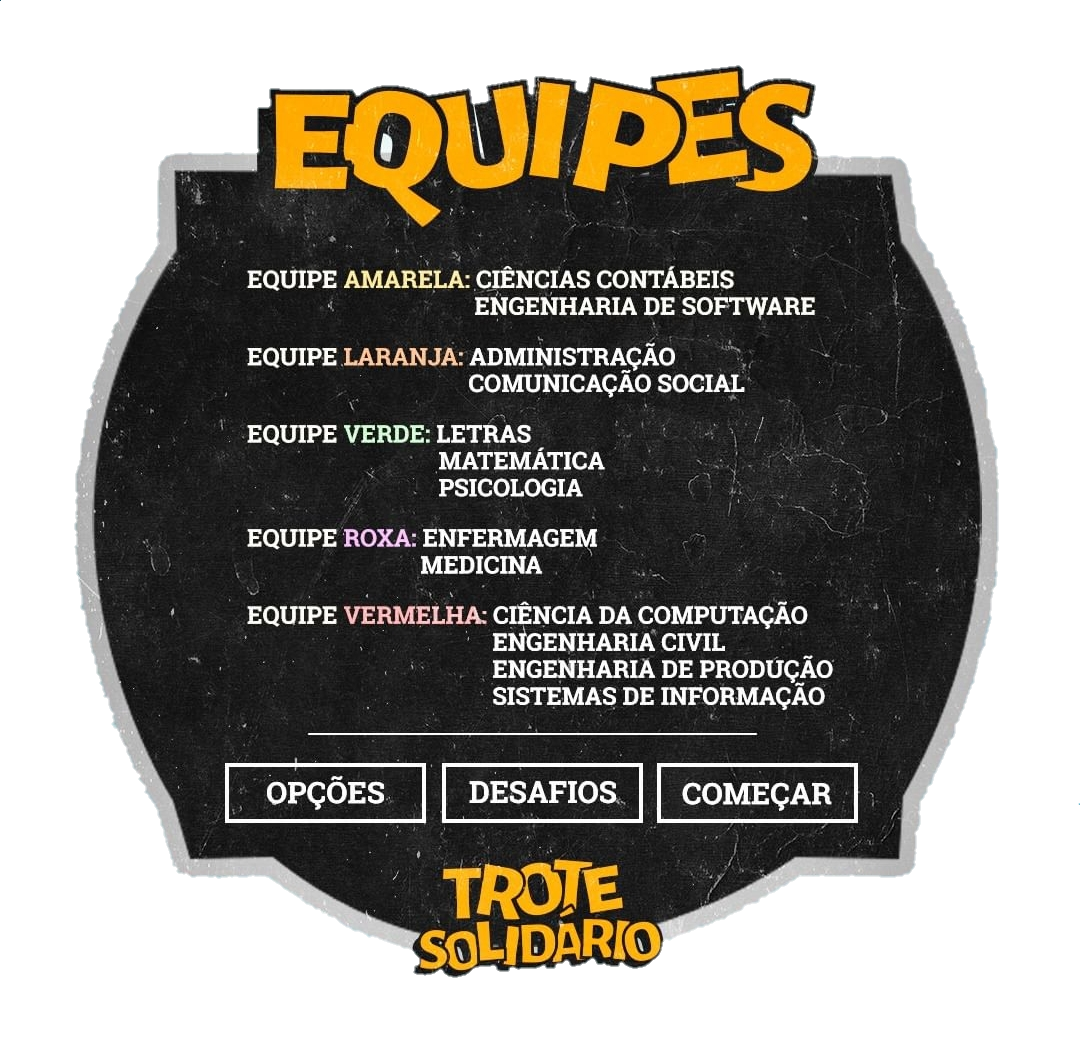 EQUIPES
EQUIPE AMARELA: CIÊNCIAS CONTÁBEIS
ENGENHARIA DE SOFTWARE
EQUIPE LARANJA: ADMINISTRAÇÃO
COMUNICAÇÃO SOCIAL
EQUIPE VERDE: LETRAS
MATEMÁTICA
PSICOLOGIA
EQUIPE ROXA: ENFERMAGEM
MEDICINA
EQUIPE VERMELHA: CIÊNCIA DA COMPUTAÇÃO
ENGENHARIA CIVIL
ENGENHARIA DE PRODUÇÃO
SISTEMAS DE INFORMAÇÃO
OPÇÕES DESAFIOS COMEÇAR
TROTE
SOLIDÁRIO